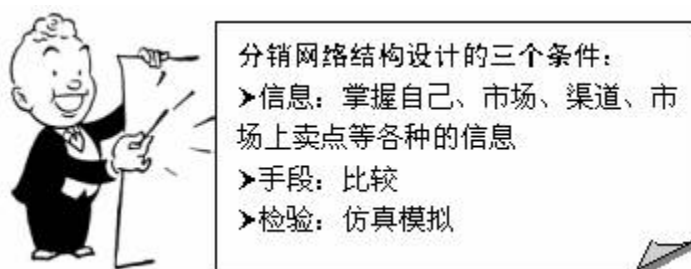 分销网络结构设计的三个条件：
➤信息：掌握自己、市场、渠道、市
场上卖点等各种的信息
➤手段：比较
➤检验：仿真模拟